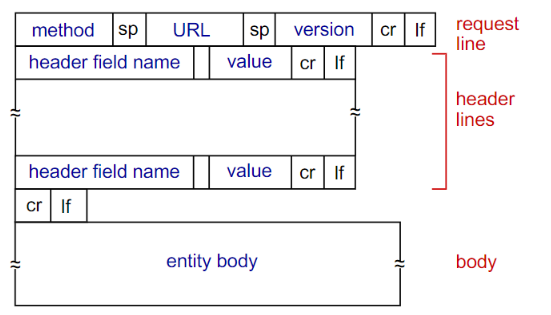 method sp URL sp version cr lf request line
header field name value cr lf
header lines
header field name value cr lf
cr lf
entity body body